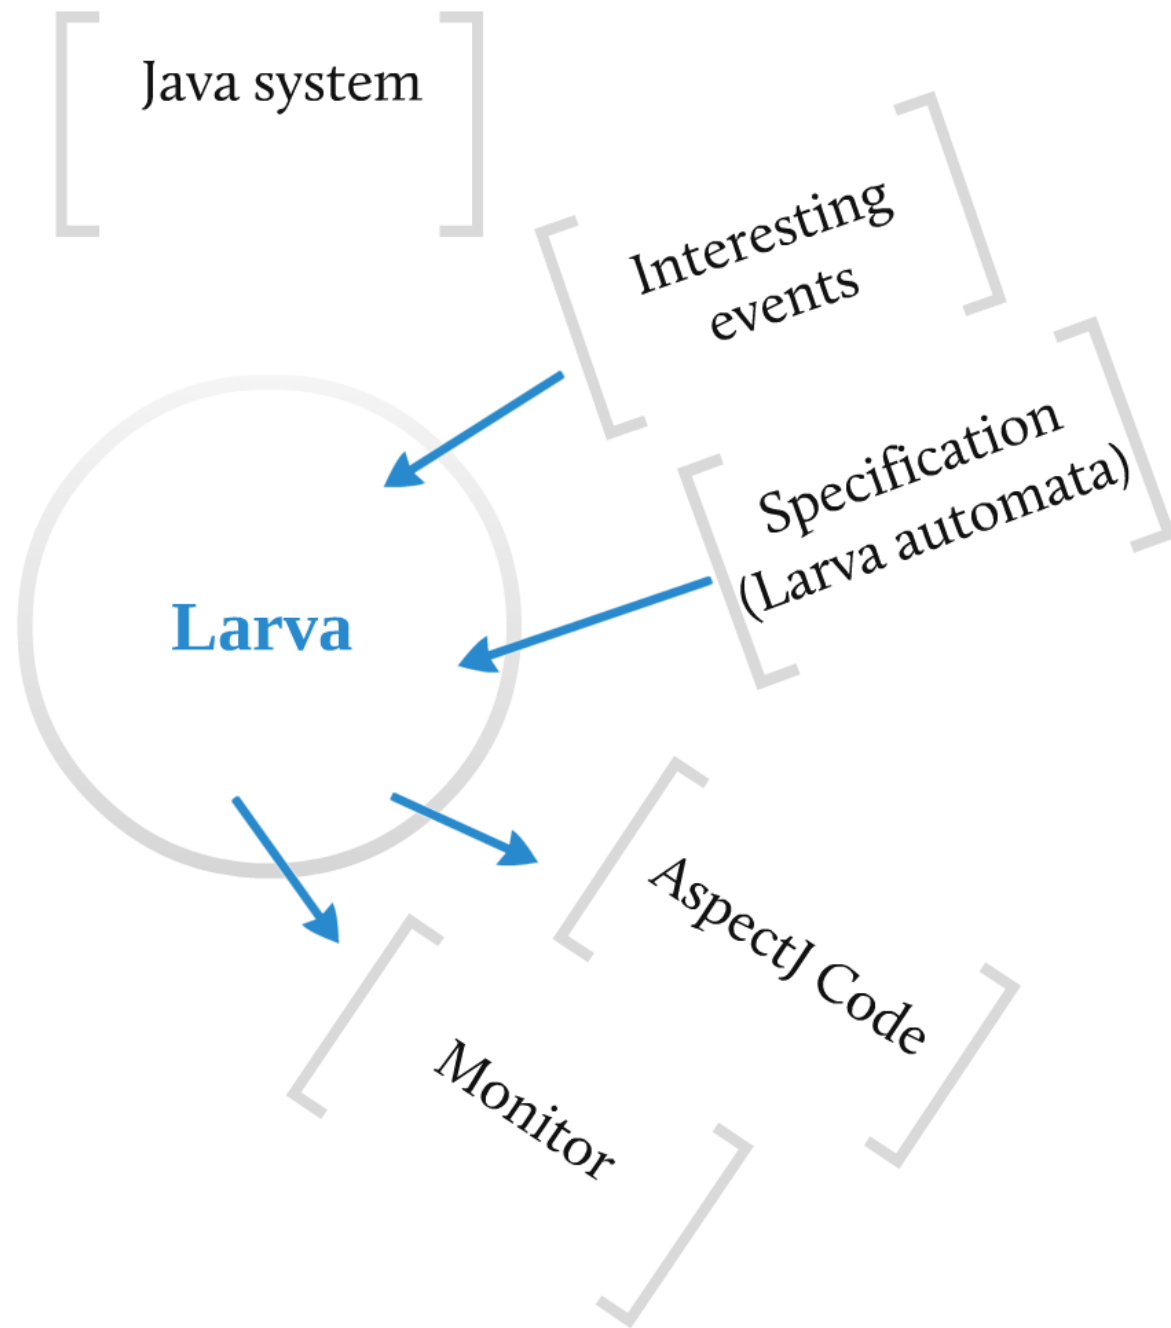 Java system
Interesting
events
Specification
(Larva automata)
Larva
AspectJ Code
Monitor